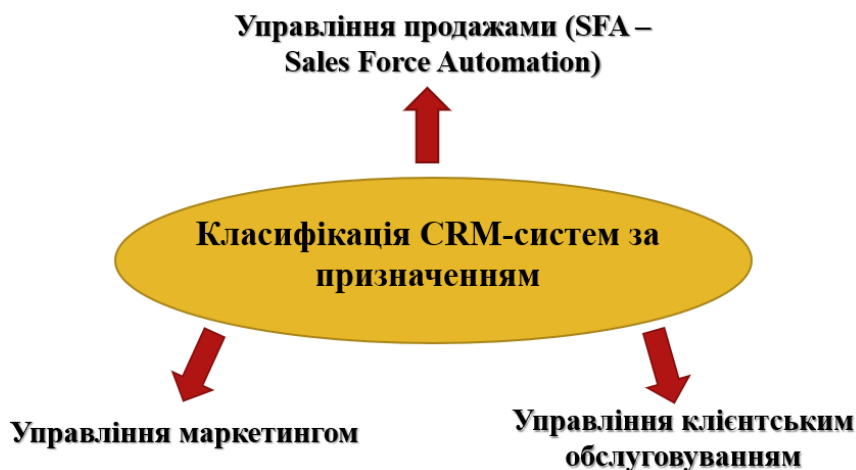 Управління продажами (SFA –
Sales Force Automation)
Класифікація CRM-систем за
призначенням
Управління маркетингом
Управління клієнтським
обслуговуванням